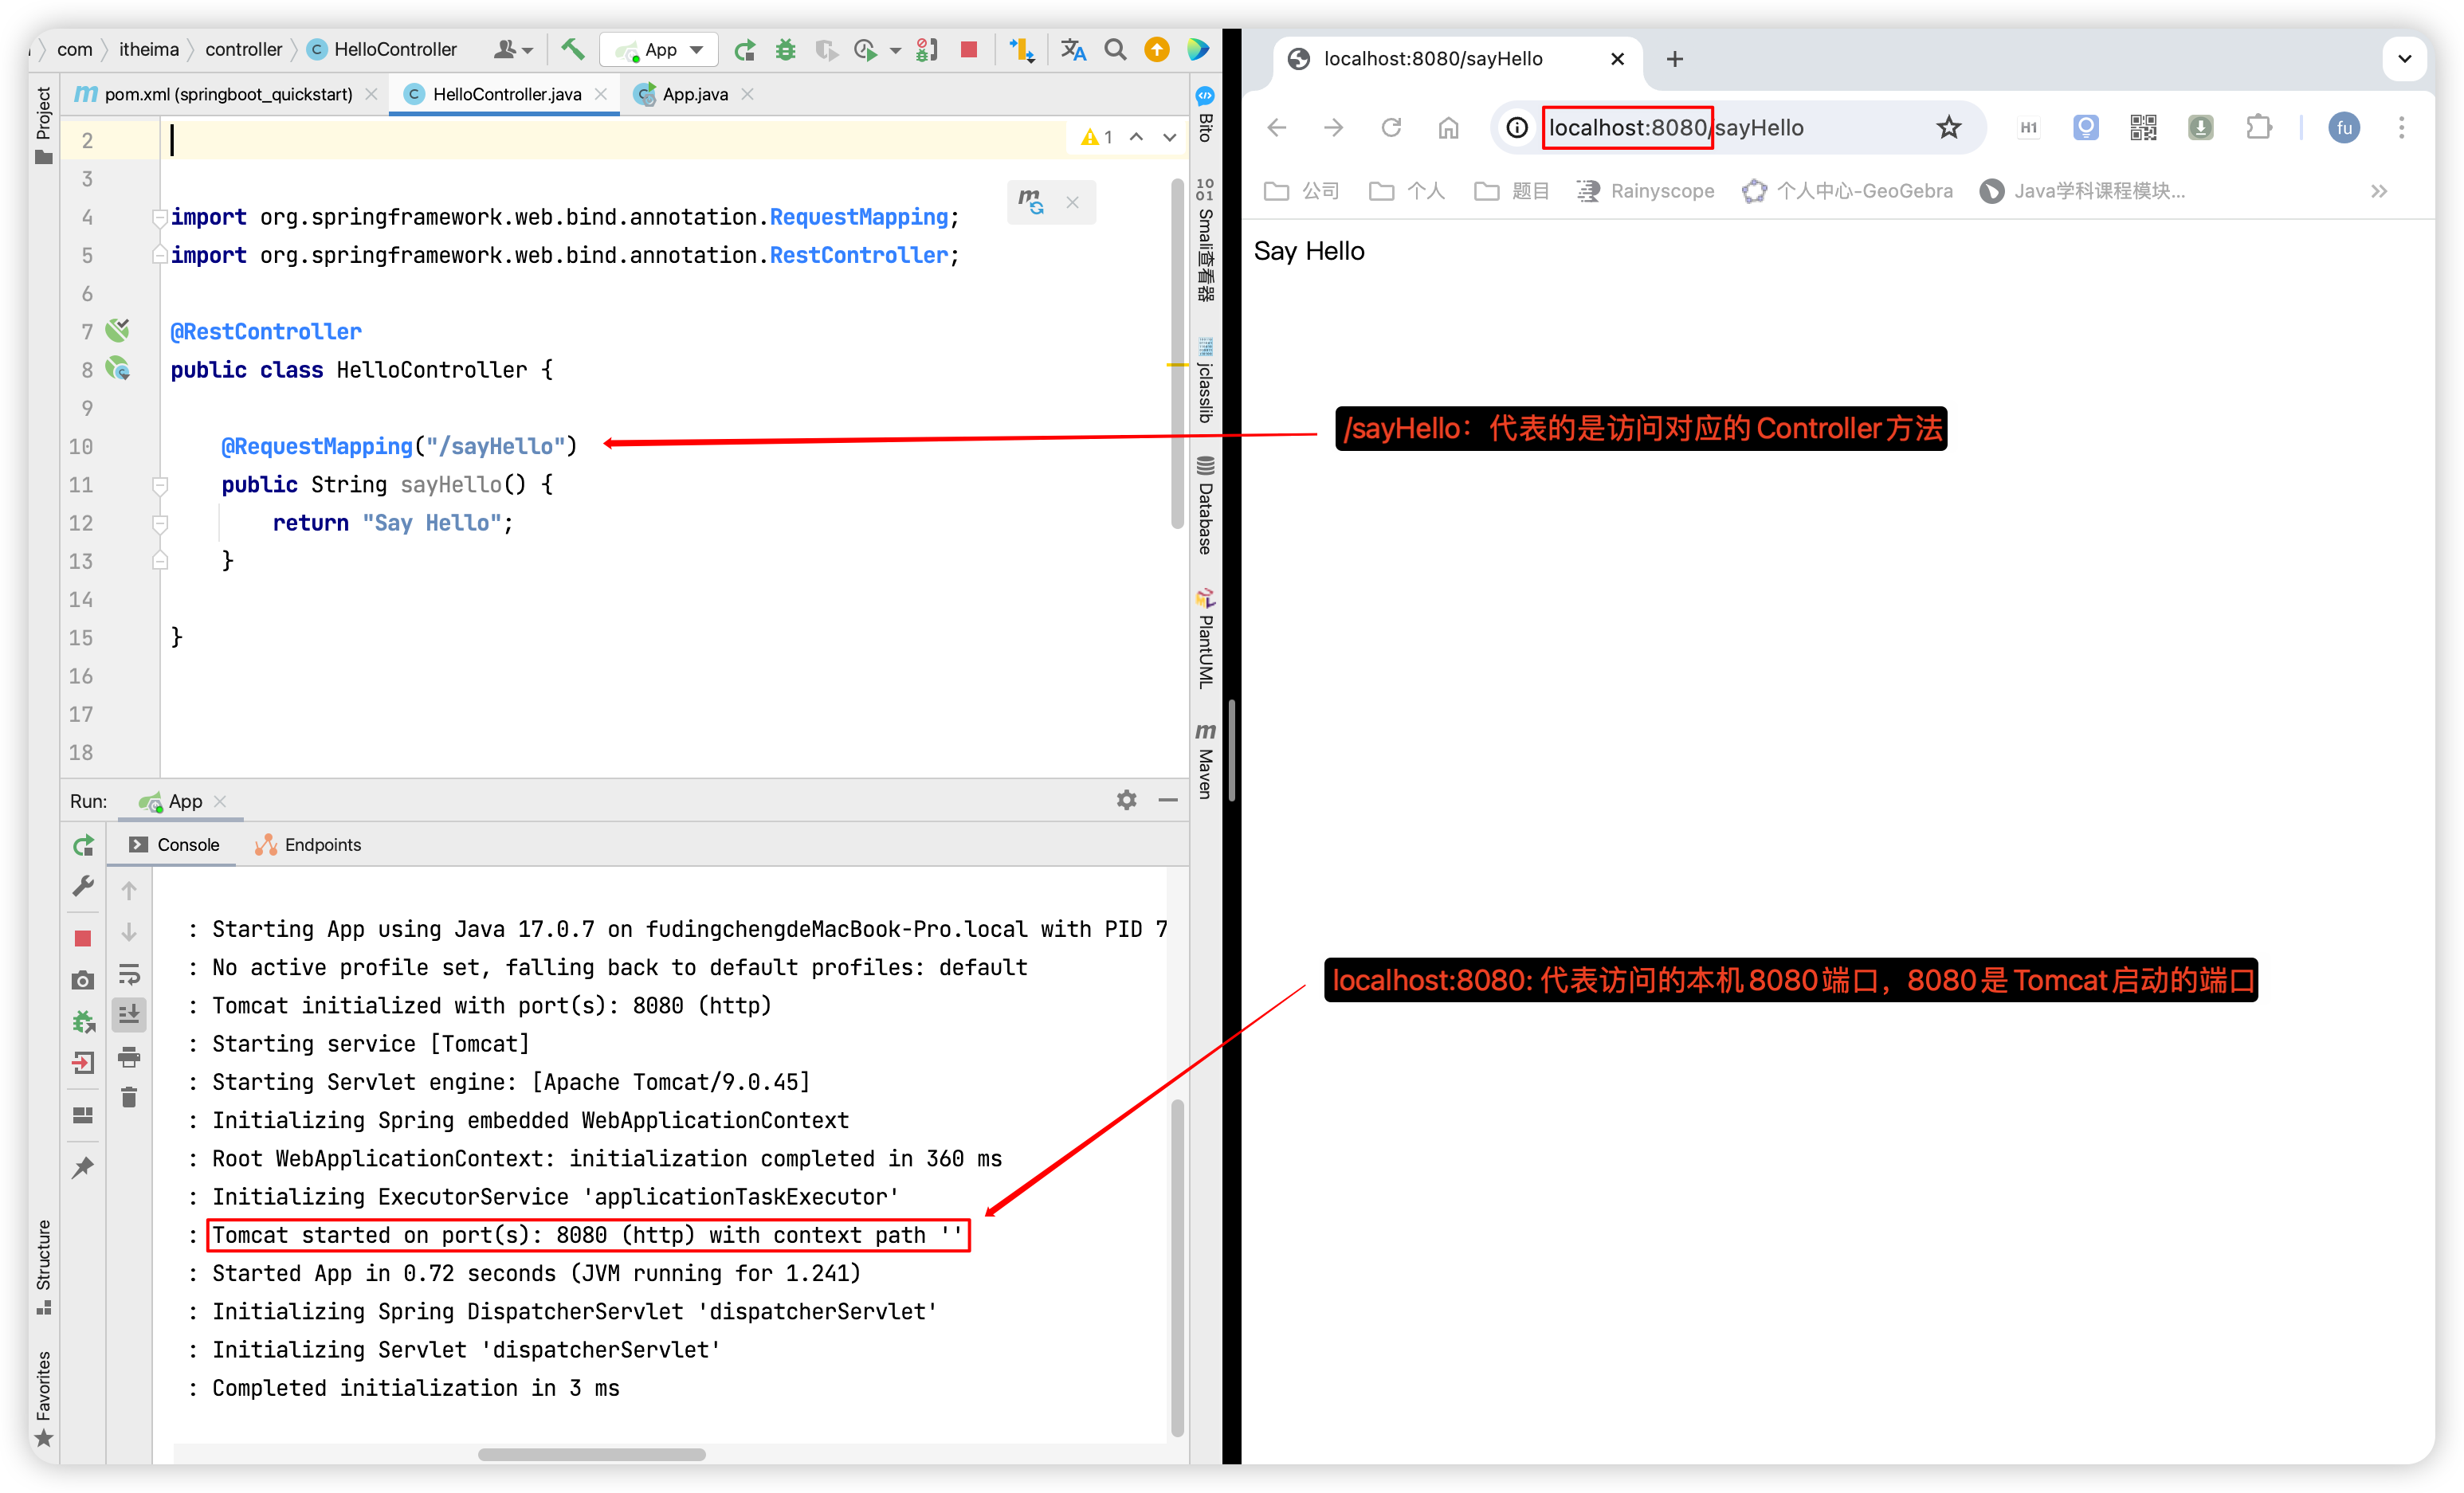 com
itheima
controller
HelloController
App
Project
pom.xml (springboot_quickstart)
HelloController.java
App.java
1
2
3
4 import org.springframework.web.bind.annotation.RequestMapping;
5 import org.springframework.web.bind.annotation.RestController;
6
7 @RestController
8 public class HelloController {
9
10 @RequestMapping("/sayHello")
11 public String sayHello() {
12 return "Say Hello";
13 }
14
15 }
16
17
18
Bito
Smali查看器
jclasslib
Database
PlantUML
Maven
Run: App
Console
Endpoints
: Starting App using Java 17.0.7 on fudingchengdeMacBook-Pro.local with PID 7
: No active profile set, falling back to default profiles: default
: Tomcat initialized with port(s): 8080 (http)
: Starting service [Tomcat]
: Starting Servlet engine: [Apache Tomcat/9.0.45]
: Initializing Spring embedded WebApplicationContext
: Root WebApplicationContext: initialization completed in 360 ms
: Initializing ExecutorService 'applicationTaskExecutor'
: Tomcat started on port(s): 8080 (http) with context path ''
: Started App in 0.72 seconds (JVM running for 1.241)
: Initializing Spring DispatcherServlet 'dispatcherServlet'
: Initializing Servlet 'dispatcherServlet'
: Completed initialization in 3 ms
Structure
Favorites
localhost:8080/sayHello
localhost:8080/sayHello
H1
fu
公司
个人
题目
Rainyscope
个人中心-GeoGebra
Java学科课程模块...
Say Hello
/sayHello：代表的是访问对应的Controller方法
localhost:8080: 代表访问的本机8080端口，8080是Tomcat启动的端口